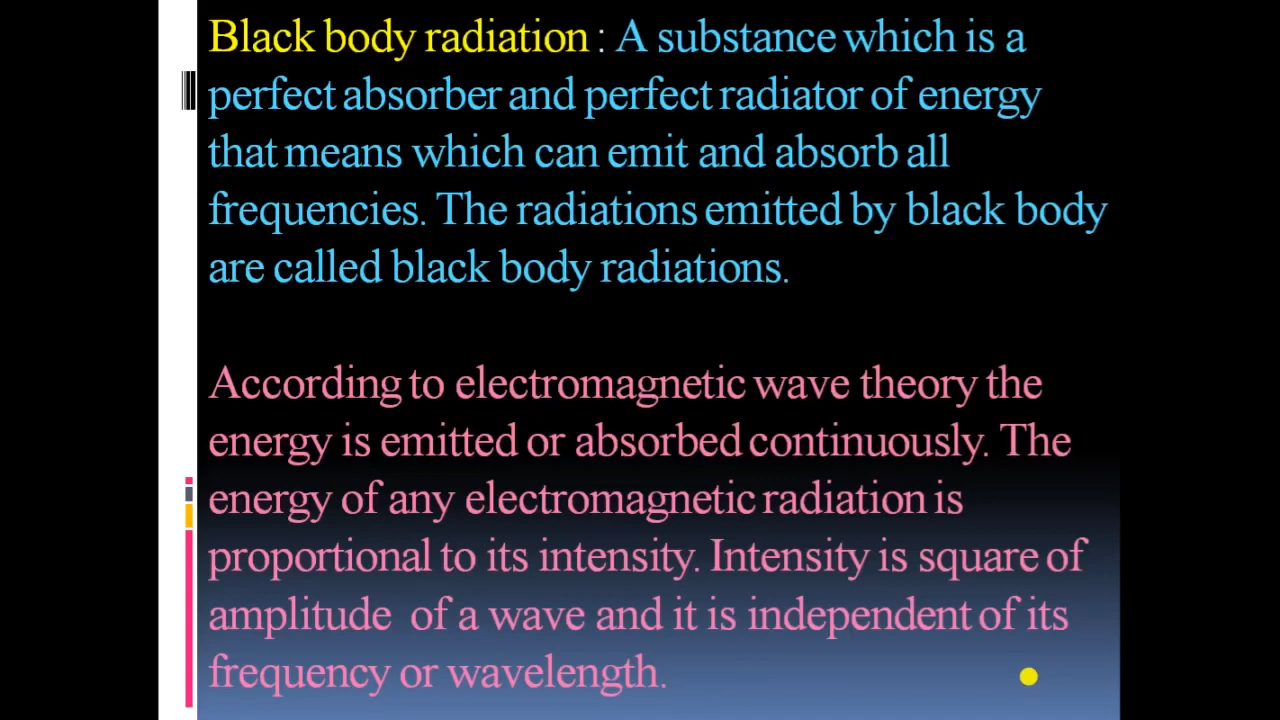 Black body radiation : A substance which is a
perfect absorber and perfect radiator of energy
that means which can emit and absorb all
frequencies. The radiations emitted by black body
are called black body radiations.
According to electromagnetic wave theory the
energy is emitted or absorbed continuously. The
energy of any electromagnetic radiation is
proportional to its intensity. Intensity is square of
amplitude of a wave and it is independent of its
frequency or wavelength.